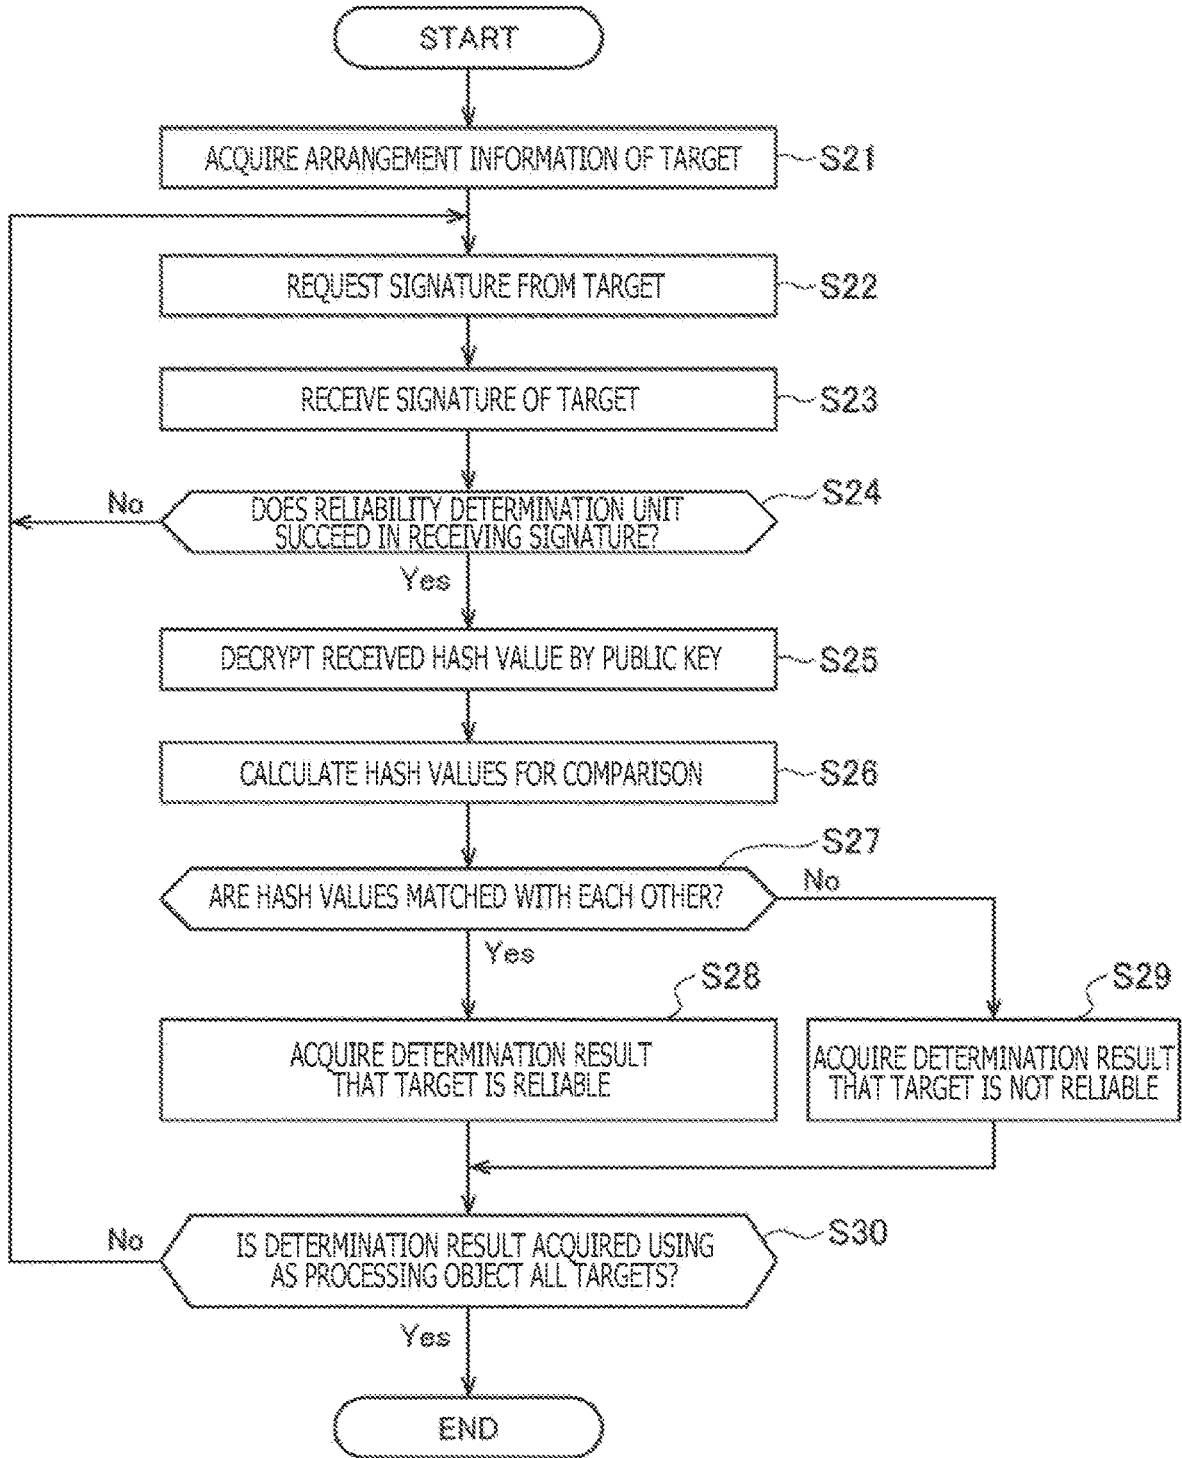 START
ACQUIRE ARRANGEMENT INFORMATION OF TARGET
S21
REQUEST SIGNATURE FROM TARGET
S22
RECEIVE SIGNATURE OF TARGET
S23
No
DOES RELIABILITY DETERMINATION UNIT
SUCCEED IN RECEIVING SIGNATURE?
S24
Yes
DECRYPT RECEIVED HASH VALUE BY PUBLIC KEY
S25
CALCULATE HASH VALUES FOR COMPARISON
S26
S27
ARE HASH VALUES MATCHED WITH EACH OTHER?
No
Yes
S28
ACQUIRE DETERMINATION RESULT
THAT TARGET IS RELIABLE
S29
ACQUIRE DETERMINATION RESULT
THAT TARGET IS NOT RELIABLE
No
IS DETERMINATION RESULT ACQUIRED USING
AS PROCESSING OBJECT ALL TARGETS?
S30
Yes
END